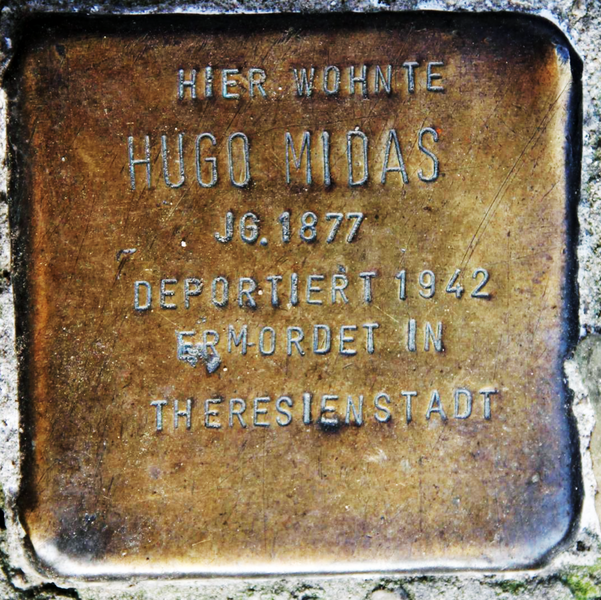 HIER WOHNTE
HUGO MIDAS
JG. 1877
DEPORTIERT 1942
ERMORDET IN
THERESIENSTADT